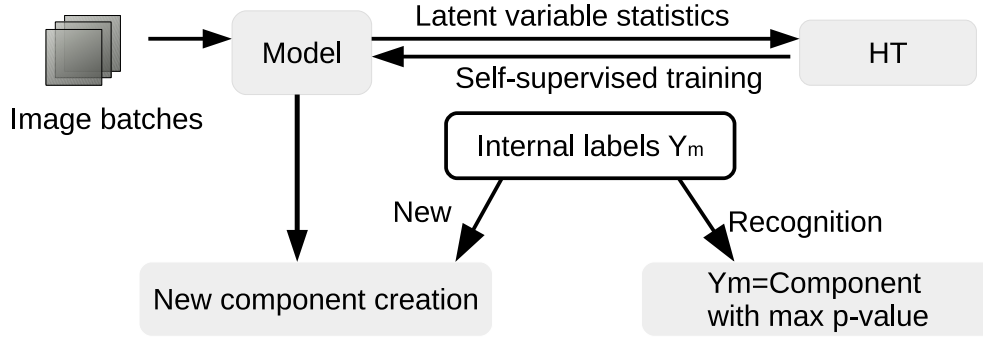 Latent variable statistics
Model
HT
Self-supervised training
Image batches
Internal labels Ym
New
Recognition
New component creation
Ym=Component
with max p-value